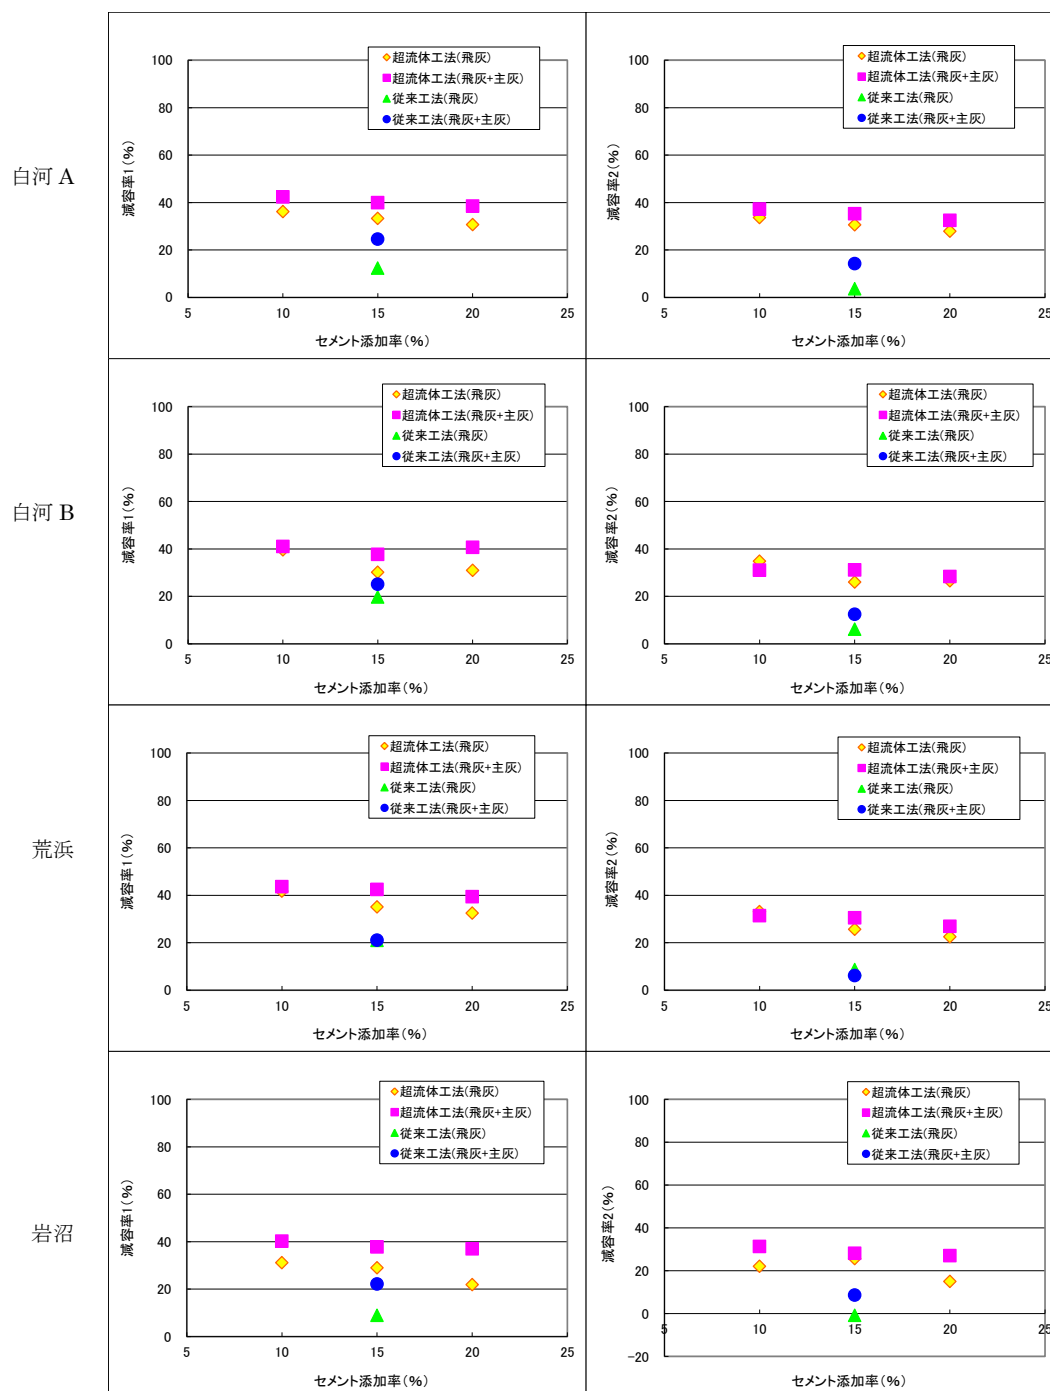 白河 A
100
80
60
40
20
0
減容率1(%)
超流体工法(飛灰)
超流体工法(飛灰+主灰)
従来工法(飛灰)
従来工法(飛灰+主灰)
5 10 15 20 25
セメント添加率(%)
100
80
60
40
20
0
減容率2(%)
超流体工法(飛灰)
超流体工法(飛灰+主灰)
従来工法(飛灰)
従来工法(飛灰+主灰)
5 10 15 20 25
セメント添加率(%)
白河 B
100
80
60
40
20
0
減容率1(%)
超流体工法(飛灰)
超流体工法(飛灰+主灰)
従来工法(飛灰)
従来工法(飛灰+主灰)
5 10 15 20 25
セメント添加率(%)
100
80
60
40
20
0
減容率2(%)
超流体工法(飛灰)
超流体工法(飛灰+主灰)
従来工法(飛灰)
従来工法(飛灰+主灰)
5 10 15 20 25
セメント添加率(%)
荒浜
100
80
60
40
20
0
減容率1(%)
超流体工法(飛灰)
超流体工法(飛灰+主灰)
従来工法(飛灰)
従来工法(飛灰+主灰)
5 10 15 20 25
セメント添加率(%)
100
80
60
40
20
0
減容率2(%)
超流体工法(飛灰)
超流体工法(飛灰+主灰)
従来工法(飛灰)
従来工法(飛灰+主灰)
5 10 15 20 25
セメント添加率(%)
岩沼
100
80
60
40
20
0
減容率1(%)
超流体工法(飛灰)
超流体工法(飛灰+主灰)
従来工法(飛灰)
従来工法(飛灰+主灰)
5 10 15 20 25
セメント添加率(%)
100
80
60
40
20
0
-20
減容率2(%)
超流体工法(飛灰)
超流体工法(飛灰+主灰)
従来工法(飛灰)
従来工法(飛灰+主灰)
5 10 15 20 25
セメント添加率(%)